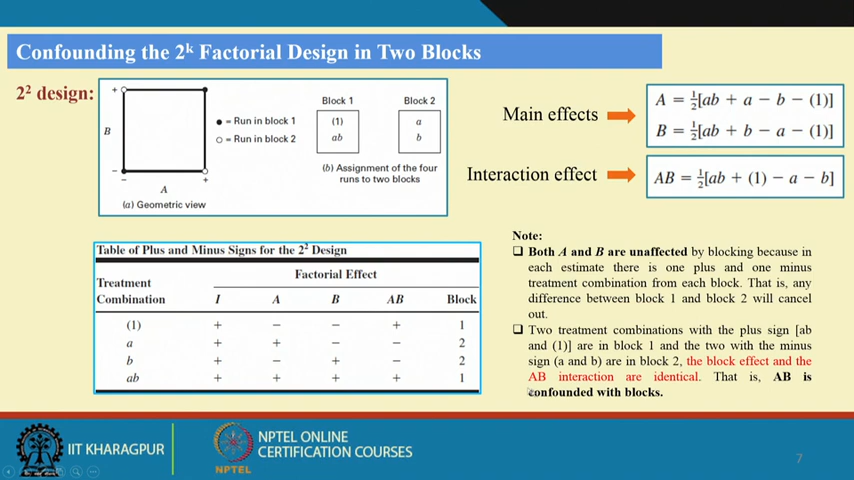 Confounding the 2ᵏ Factorial Design in Two Blocks
2² design:
+
B
−
−
+
A
(a) Geometric view
● = Run in block 1
○ = Run in block 2
Block 1
(1)
ab
Block 2
a
b
(b) Assignment of the four
runs to two blocks
Main effects
A = ½[ab + a − b − (1)]
B = ½[ab + b − a − (1)]
Interaction effect
AB = ½[ab + (1) − a − b]
Table of Plus and Minus Signs for the 2² Design
Factorial Effect
Treatment
Combination I A B AB Block
(1) + − − + 1
a + + − − 2
b + − + − 2
ab + + + + 1
Note:
❑ Both A and B are unaffected by blocking because in
each estimate there is one plus and one minus
treatment combination from each block. That is, any
difference between block 1 and block 2 will cancel
out.
❑ Two treatment combinations with the plus sign [ab
and (1)] are in block 1 and the two with the minus
sign (a and b) are in block 2, the block effect and the
AB interaction are identical. That is, AB is
confounded with blocks.
IIT KHARAGPUR
NPTEL
NPTEL ONLINE
CERTIFICATION COURSES
7